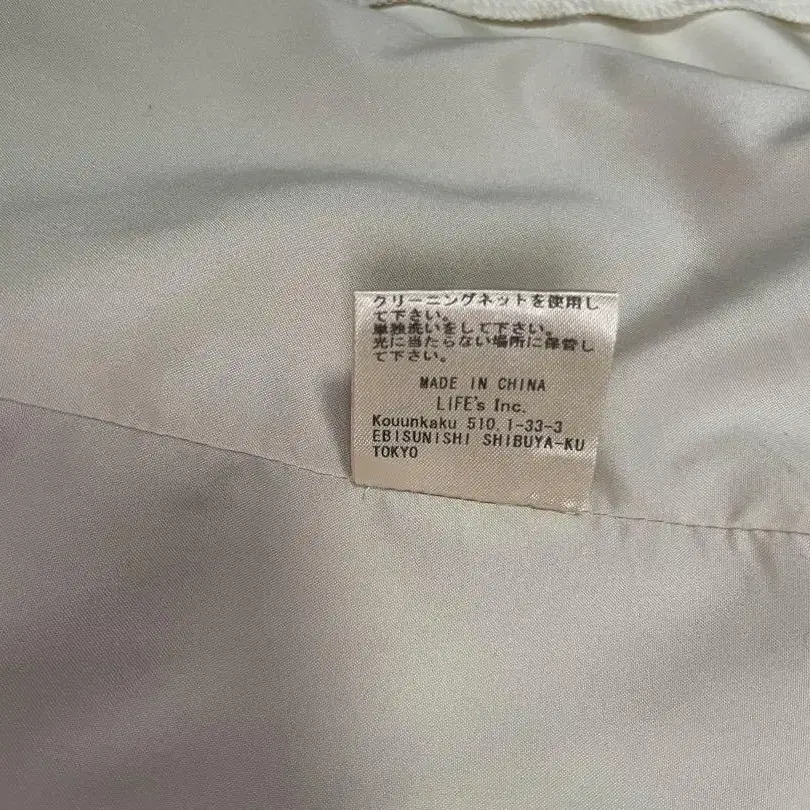 クリーニングネットを使用し
て下さい。
単独洗いをして下さい。
光に当たらない場所に保管し
て下さい。
MADE IN CHINA
LIFE's Inc.
Kouunkaku 510, 1-33-3
EBISUNISHI SHIBUYA-KU
TOKYO